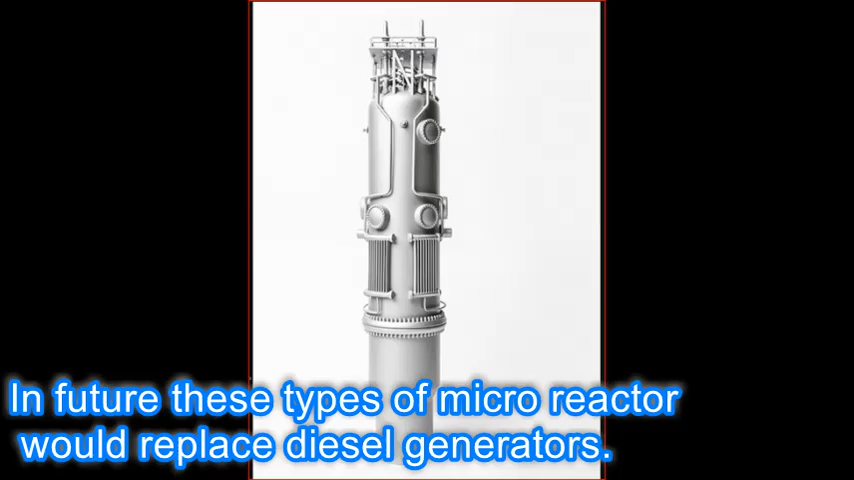 In future these types of micro reactor
would replace diesel generators.